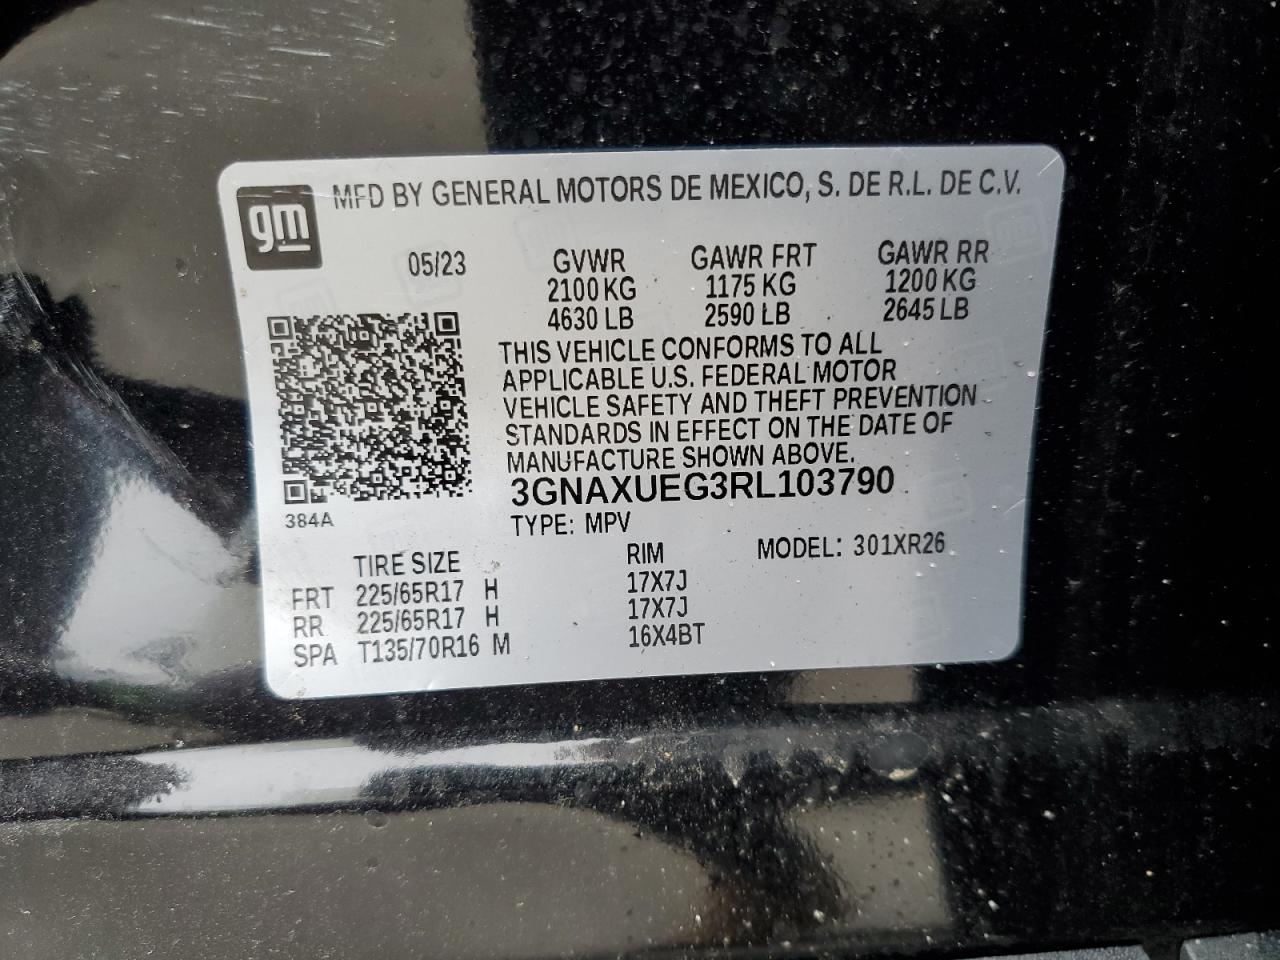 gm
MFD BY GENERAL MOTORS DE MEXICO, S. DE R.L. DE C.V.
05/23 GVWR GAWR FRT GAWR RR
2100 KG 1175 KG 1200 KG
4630 LB 2590 LB 2645 LB
THIS VEHICLE CONFORMS TO ALL
APPLICABLE U.S. FEDERAL MOTOR
VEHICLE SAFETY AND THEFT PREVENTION
STANDARDS IN EFFECT ON THE DATE OF
MANUFACTURE SHOWN ABOVE.
3GNAXUEG3RL103790
384A
TYPE: MPV
TIRE SIZE RIM MODEL: 301XR26
FRT 225/65R17 H 17X7J
RR 225/65R17 H 17X7J
SPA T135/70R16 M 16X4BT